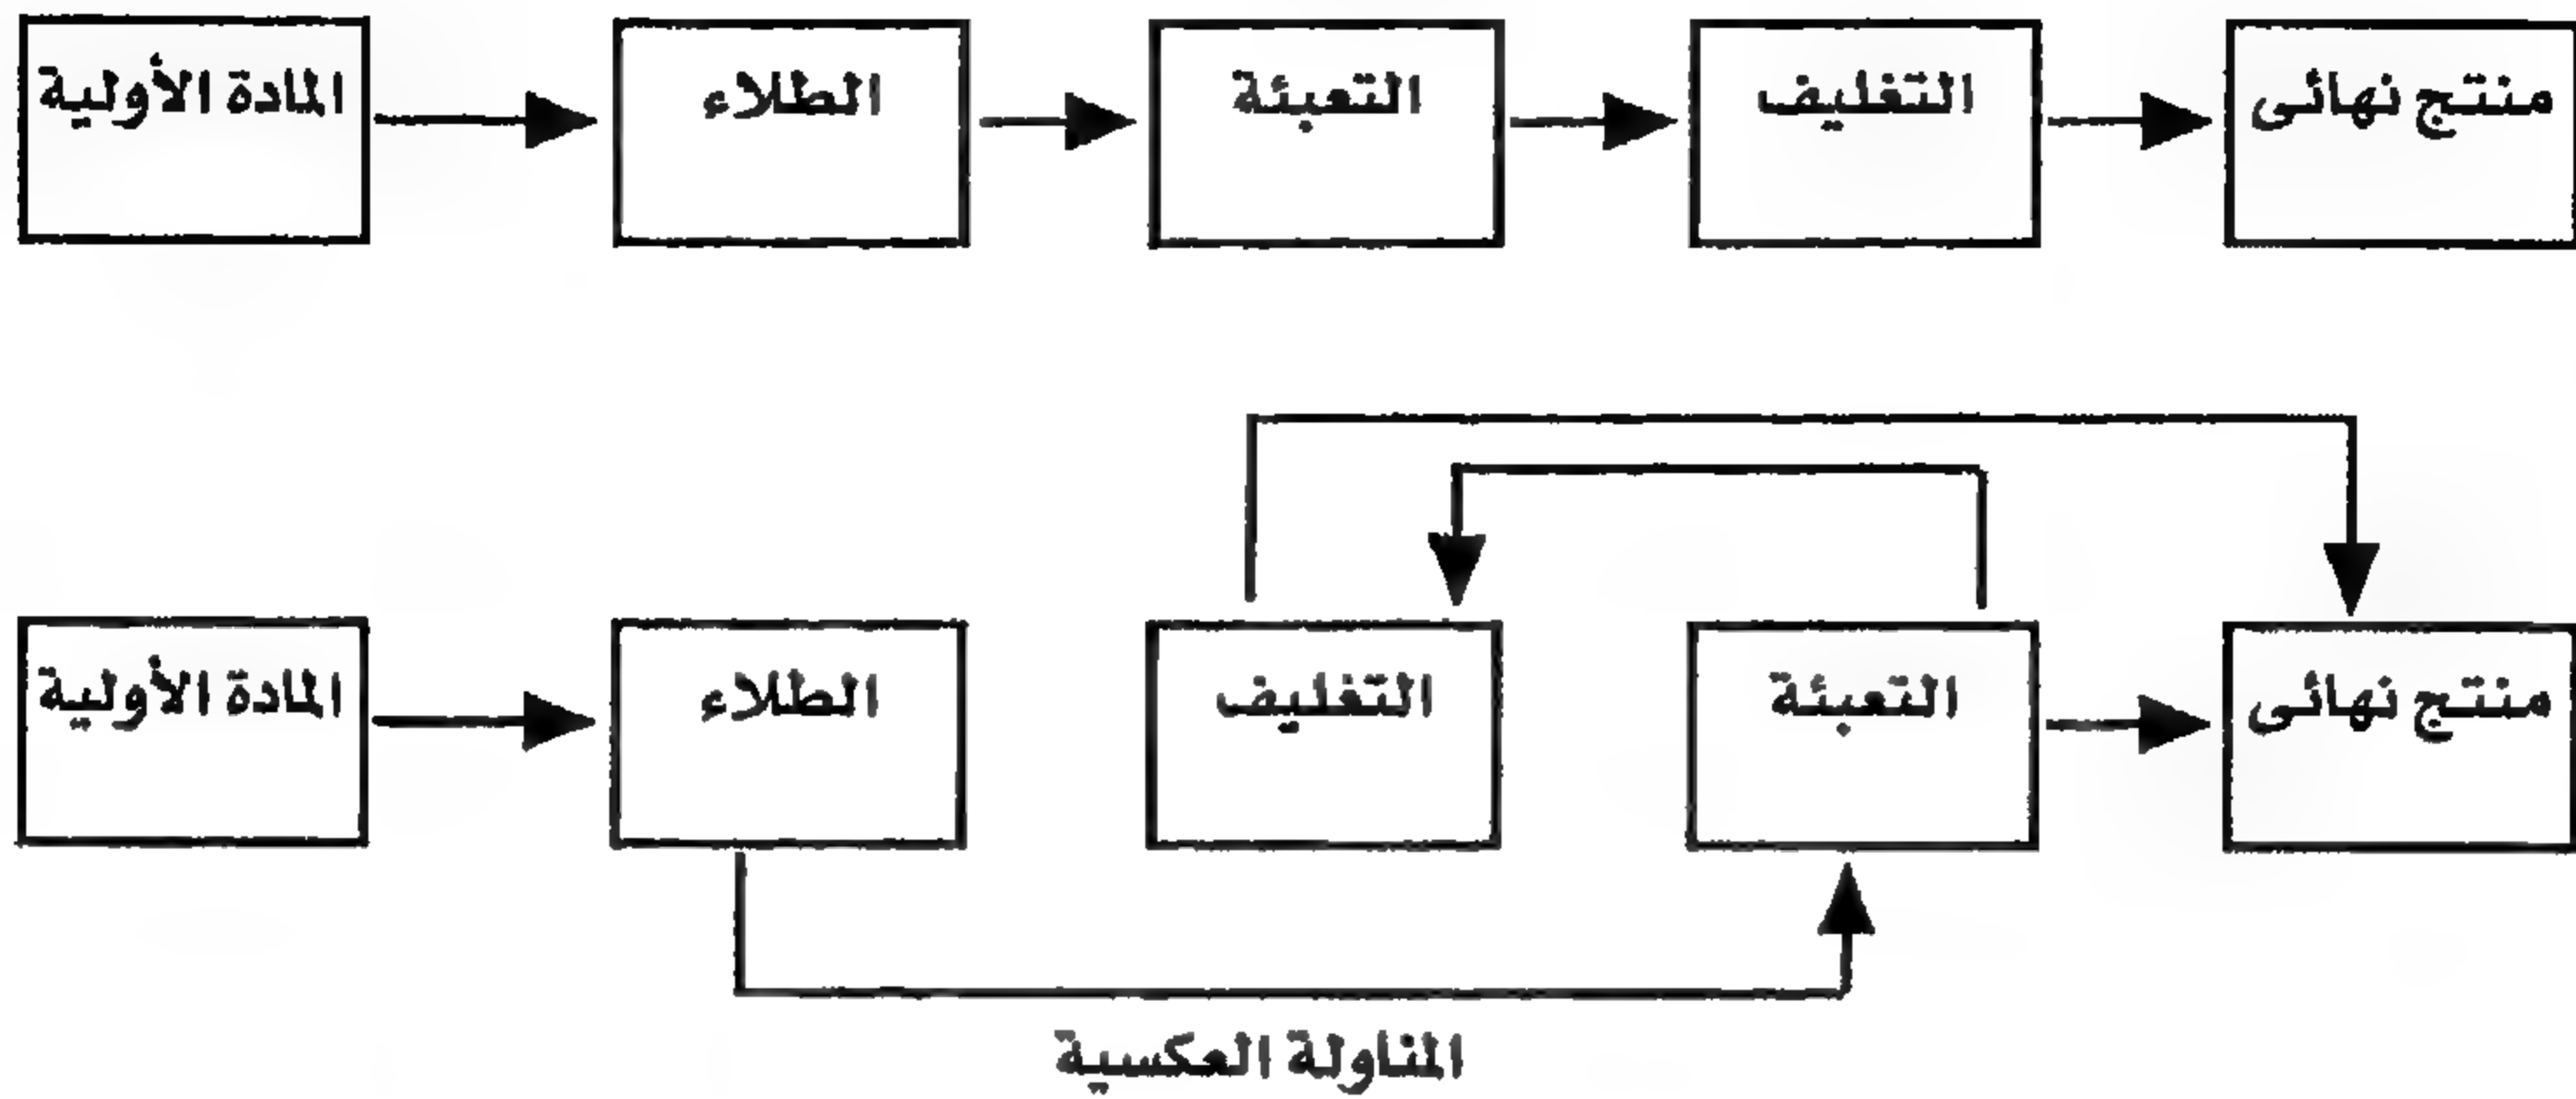 المادة الأولية
الطلاء
التعبئة
التغليف
منتج نهائى
المادة الأولية
الطلاء
التغليف
التعبئة
منتج نهائى
المناولة العكسية